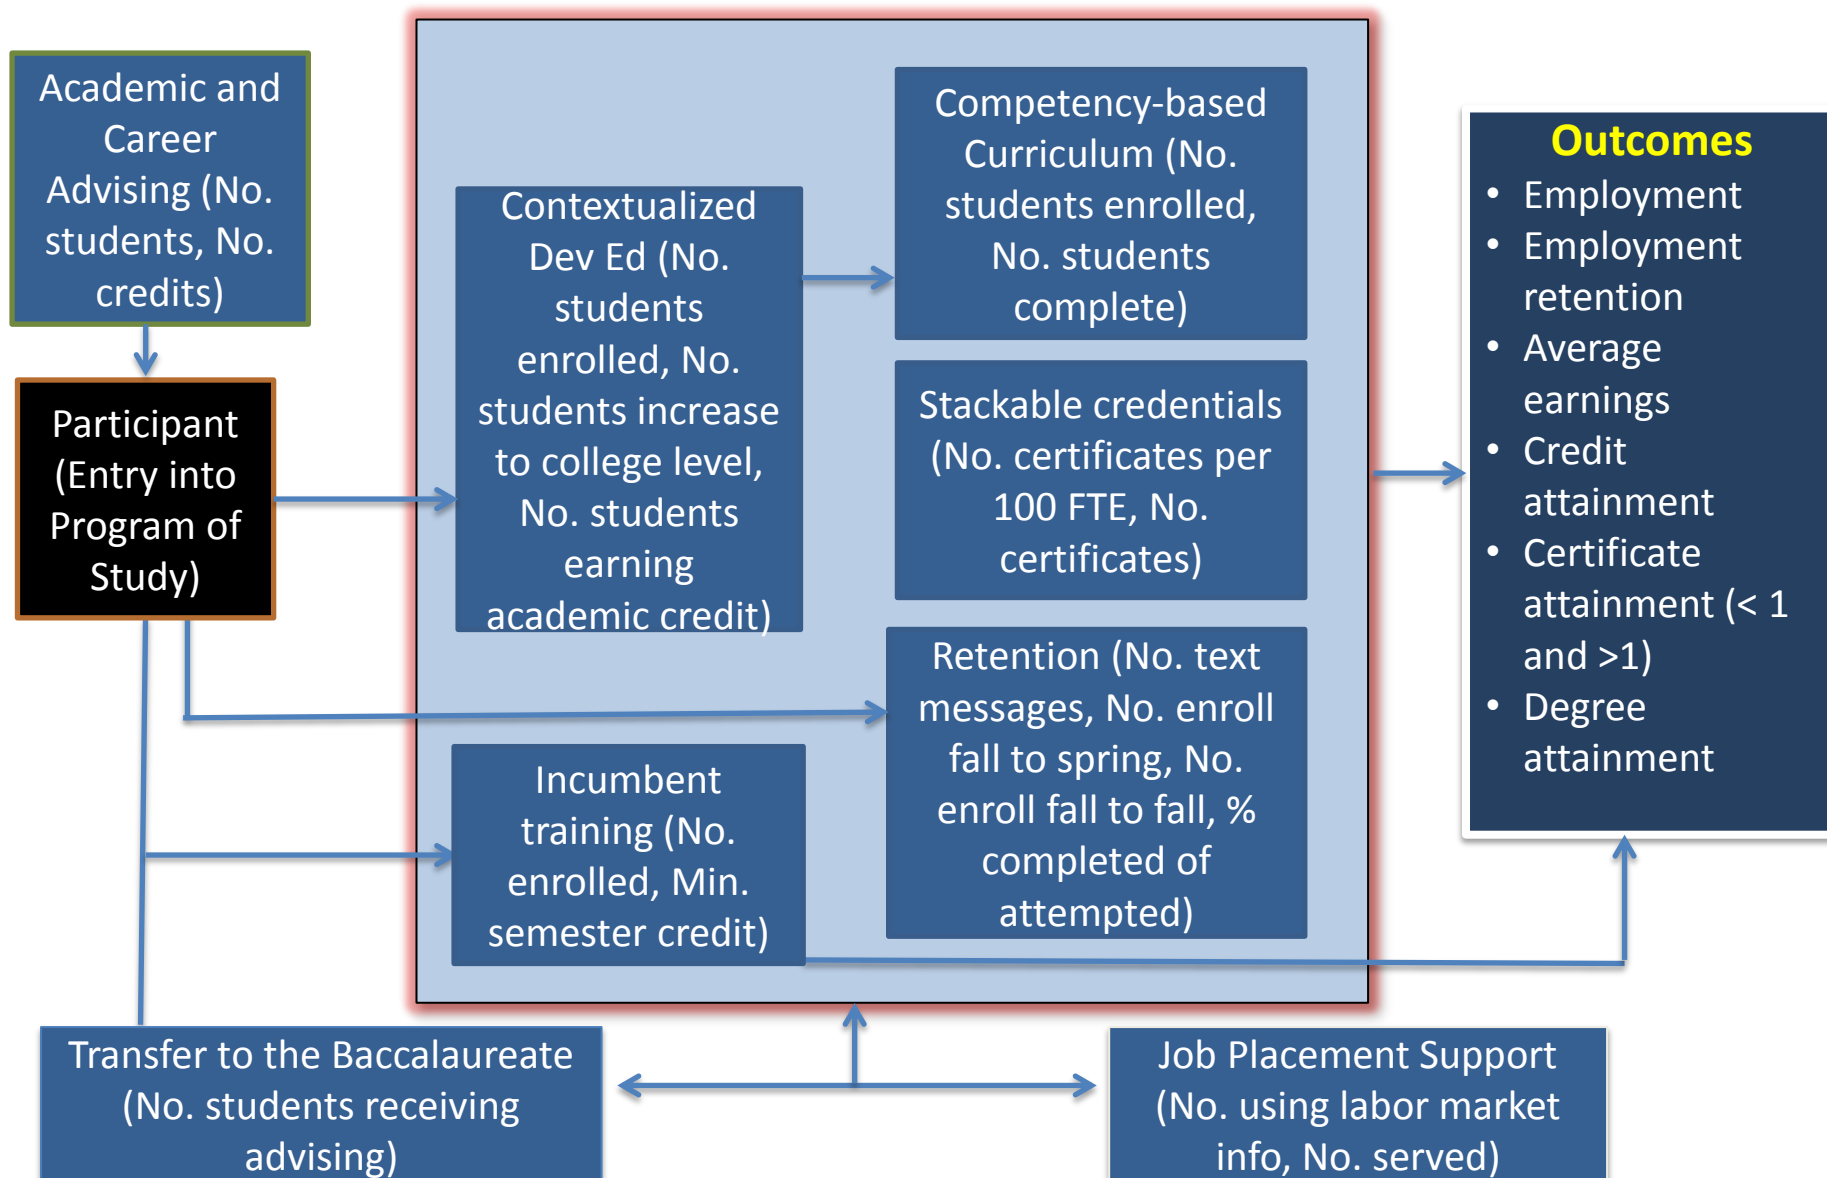 Academic and
Career
Advising (No.
students, No.
credits)
Participant
(Entry into
Program of
Study)
Contextualized
Dev Ed (No.
students
enrolled, No.
students increase
to college level,
No. students
earning
academic credit)
Incumbent
training (No.
enrolled, Min.
semester credit)
Competency-based
Curriculum (No.
students enrolled,
No. students
complete)
Stackable credentials
(No. certificates per
100 FTE, No.
certificates)
Retention (No. text
messages, No. enroll
fall to spring, No.
enroll fall to fall, %
completed of
attempted)
Outcomes
• Employment
• Employment
retention
• Average
earnings
• Credit
attainment
• Certificate
attainment (< 1
and >1)
• Degree
attainment
Transfer to the Baccalaureate
(No. students receiving
advising)
Job Placement Support
(No. using labor market
info, No. served)